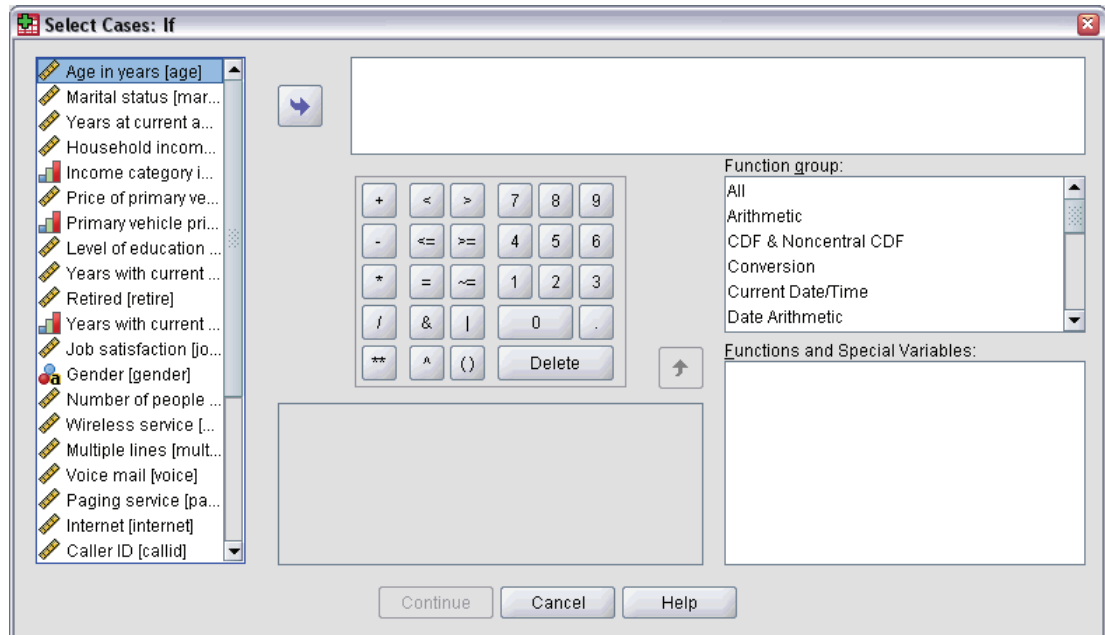 Select Cases: If
Age in years [age]
Marital status [mar...
Years at current a...
Household incom...
Income category i...
Price of primary ve...
Primary vehicle pri...
Level of education ...
Years with current ...
Retired [retire]
Years with current ...
Job satisfaction [jo...
Gender [gender]
Number of people ...
Wireless service [...
Multiple lines [mult...
Voice mail [voice]
Paging service [pa...
Internet [internet]
Caller ID [callid]
+ < > 7 8 9
- <= >= 4 5 6
* = ~= 1 2 3
/ & | 0 .
** ^ () Delete
Function group:
All
Arithmetic
CDF & Noncentral CDF
Conversion
Current Date/Time
Date Arithmetic
Functions and Special Variables:
Continue Cancel Help